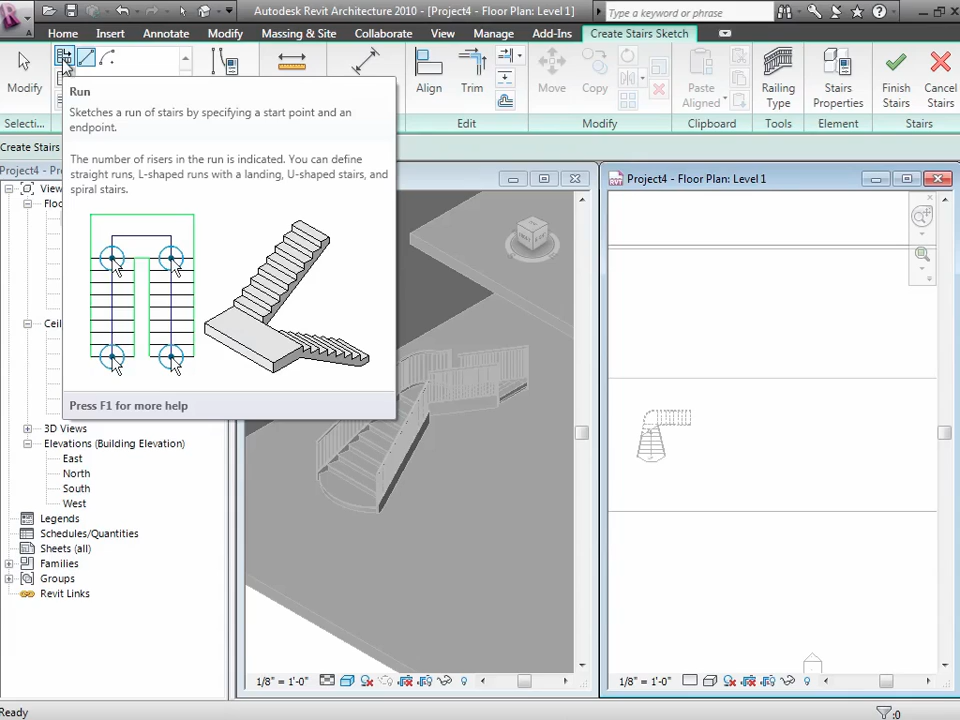 Autodesk Revit Architecture 2010 - [Project4 - Floor Plan: Level 1]
Type a keyword or phrase
Home Insert Annotate Modify Massing & Site Collaborate View Manage Add-Ins Create Stairs Sketch
Modify
Align Trim Move Copy Paste Aligned Railing Type Stairs Properties Finish Stairs Cancel Stairs
Selecti... Edit Modify Clipboard Tools Element Stairs
Create Stairs
Run
Sketches a run of stairs by specifying a start point and an
endpoint.
The number of risers in the run is indicated. You can define
straight runs, L-shaped runs with a landing, U-shaped stairs, and
spiral stairs.
Press F1 for more help
Project4 - Floor Plan: Level 1
3D Views
Elevations (Building Elevation)
East
North
South
West
Legends
Schedules/Quantities
Sheets (all)
Families
Groups
Revit Links
1/8" = 1'-0"
1/8" = 1'-0"
Ready
:0